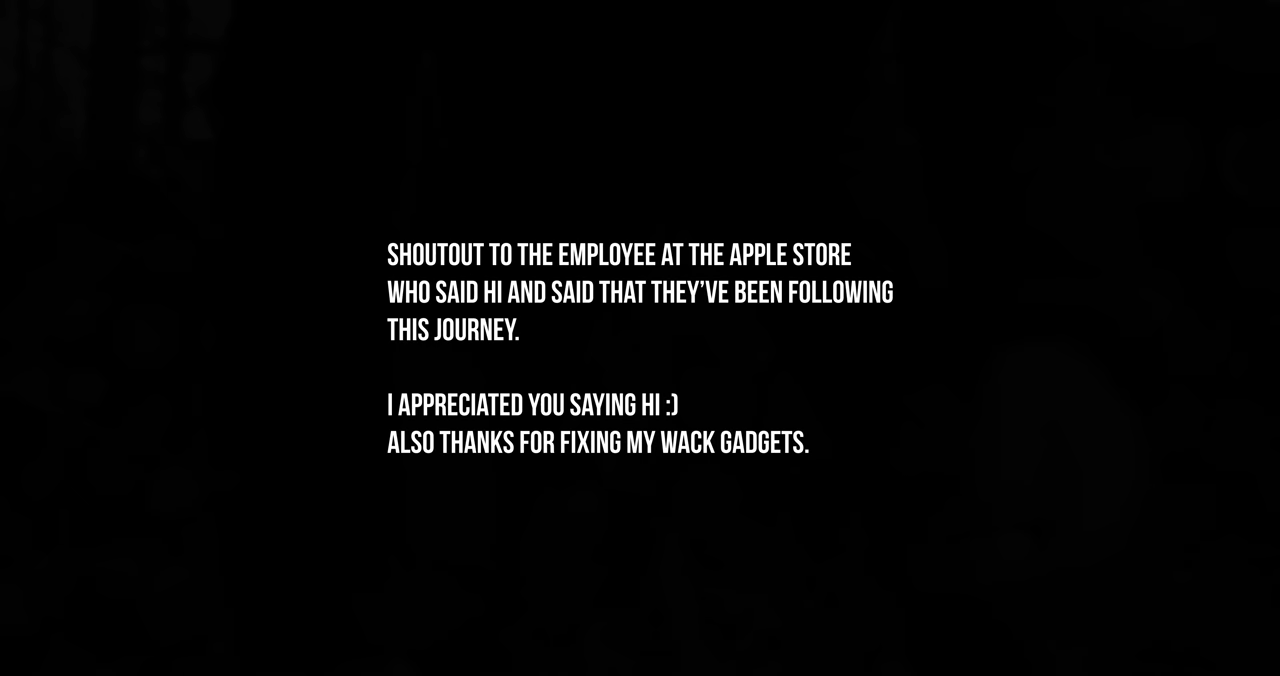 SHOUTOUT TO THE EMPLOYEE AT THE APPLE STORE
WHO SAID HI AND SAID THAT THEY'VE BEEN FOLLOWING
THIS JOURNEY.
I APPRECIATED YOU SAYING HI :)
ALSO THANKS FOR FIXING MY WACK GADGETS.